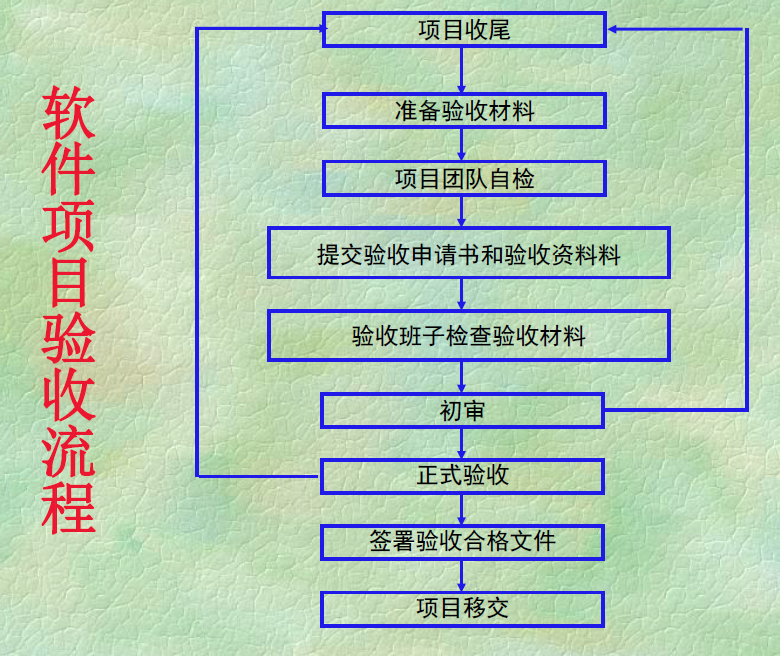 软件项目验收流程
项目收尾
准备验收材料
项目团队自检
提交验收申请书和验收资料料
验收班子检查验收材料
初审
正式验收
签署验收合格文件
项目移交